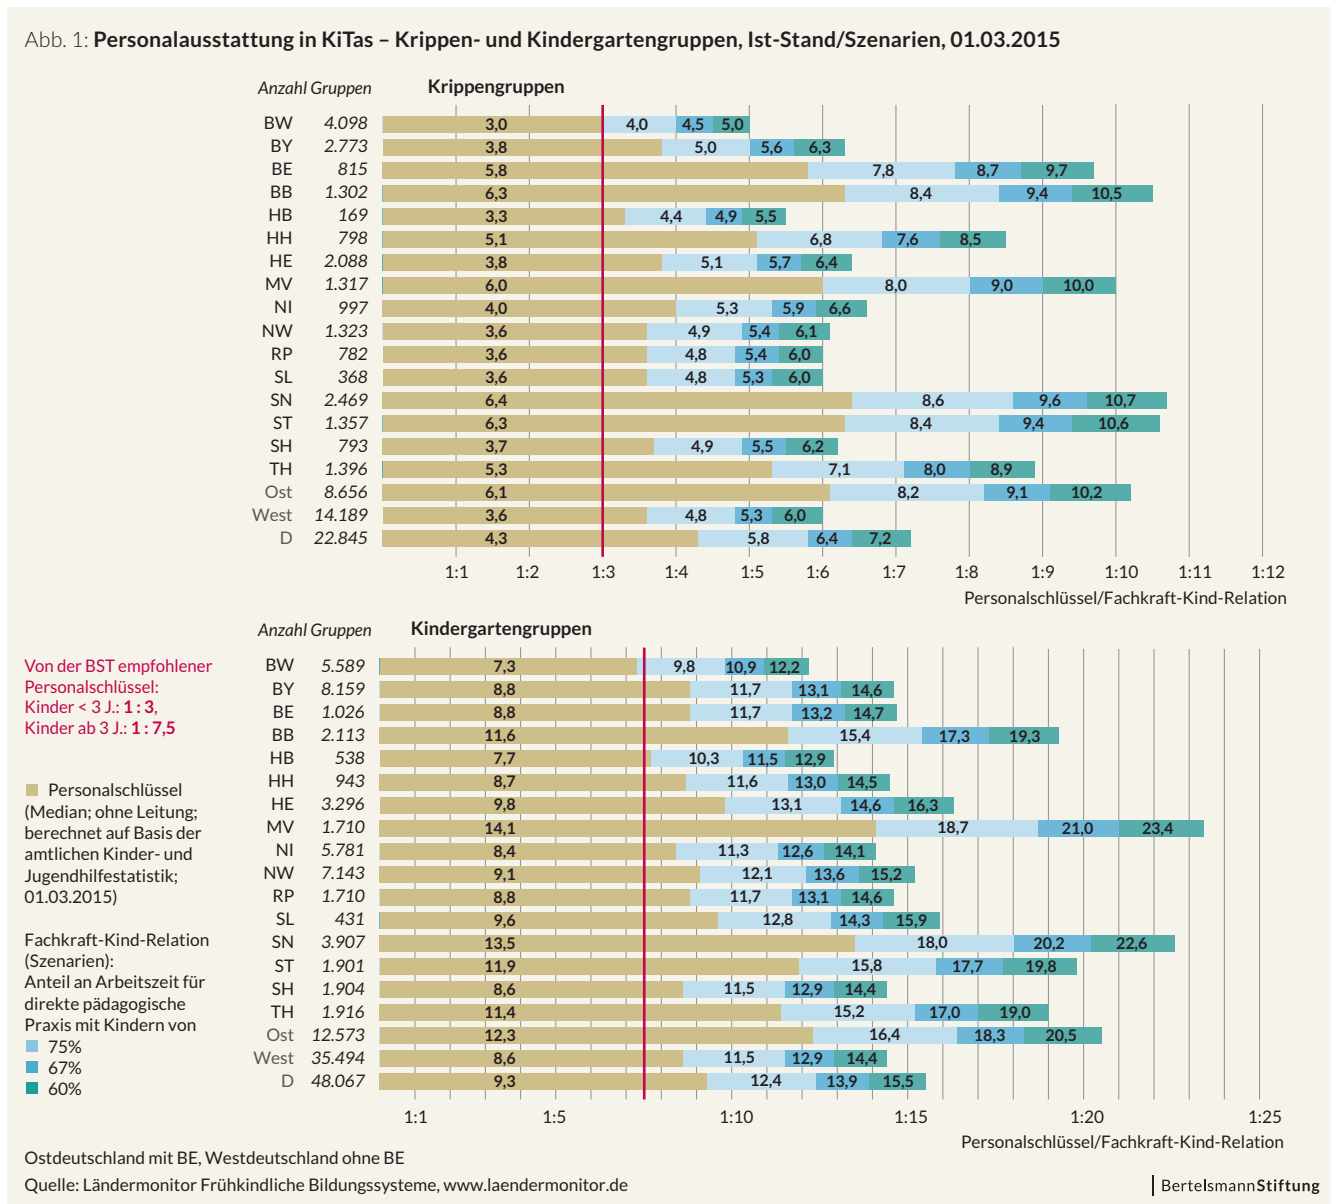 Abb. 1: Personalausstattung in KiTas – Krippen- und Kindergartengruppen, Ist-Stand/Szenarien, 01.03.2015
Anzahl Gruppen Krippengruppen
BW 4.098 3,0 4,0 4,5 5,0
BY 2.773 3,8 5,0 5,6 6,3
BE 815 5,8 7,8 8,7 9,7
BB 1.302 6,3 8,4 9,4 10,5
HB 169 3,3 4,4 4,9 5,5
HH 798 5,1 6,8 7,6 8,5
HE 2.088 3,8 5,1 5,7 6,4
MV 1.317 6,0 8,0 9,0 10,0
NI 997 4,0 5,3 5,9 6,6
NW 1.323 3,6 4,9 5,4 6,1
RP 782 3,6 4,8 5,4 6,0
SL 368 3,6 4,8 5,3 6,0
SN 2.469 6,4 8,6 9,6 10,7
ST 1.357 6,3 8,4 9,4 10,6
SH 793 3,7 4,9 5,5 6,2
TH 1.396 5,3 7,1 8,0 8,9
Ost 8.656 6,1 8,2 9,1 10,2
West 14.189 3,6 4,8 5,3 6,0
D 22.845 4,3 5,8 6,4 7,2
1:1 1:2 1:3 1:4 1:5 1:6 1:7 1:8 1:9 1:10 1:11 1:12
Personalschlüssel/Fachkraft-Kind-Relation
Anzahl Gruppen Kindergartengruppen
BW 5.589 7,3 9,8 10,9 12,2
BY 8.159 8,8 11,7 13,1 14,6
BE 1.026 8,8 11,7 13,2 14,7
BB 2.113 11,6 15,4 17,3 19,3
HB 538 7,7 10,3 11,5 12,9
HH 943 8,7 11,6 13,0 14,5
HE 3.296 9,8 13,1 14,6 16,3
MV 1.710 14,1 18,7 21,0 23,4
NI 5.781 8,4 11,3 12,6 14,1
NW 7.143 9,1 12,1 13,6 15,2
RP 1.710 8,8 11,7 13,1 14,6
SL 431 9,6 12,8 14,3 15,9
SN 3.907 13,5 18,0 20,2 22,6
ST 1.901 11,9 15,8 17,7 19,8
SH 1.904 8,6 11,5 12,9 14,4
TH 1.916 11,4 15,2 17,0 19,0
Ost 12.573 12,3 16,4 18,3 20,5
West 35.494 8,6 11,5 12,9 14,4
D 48.067 9,3 12,4 13,9 15,5
1:1 1:5 1:10 1:15 1:20 1:25
Personalschlüssel/Fachkraft-Kind-Relation
Von der BST empfohlener
Personalschlüssel:
Kinder < 3 J.: 1 : 3,
Kinder ab 3 J.: 1 : 7,5
Personalschlüssel
(Median; ohne Leitung;
berechnet auf Basis der
amtlichen Kinder- und
Jugendhilfestatistik;
01.03.2015)
Fachkraft-Kind-Relation
(Szenarien):
Anteil an Arbeitszeit für
direkte pädagogische
Praxis mit Kindern von
75%
67%
60%
Ostdeutschland mit BE, Westdeutschland ohne BE
Quelle: Ländermonitor Frühkindliche Bildungssysteme, www.laendermonitor.de
BertelsmannStiftung